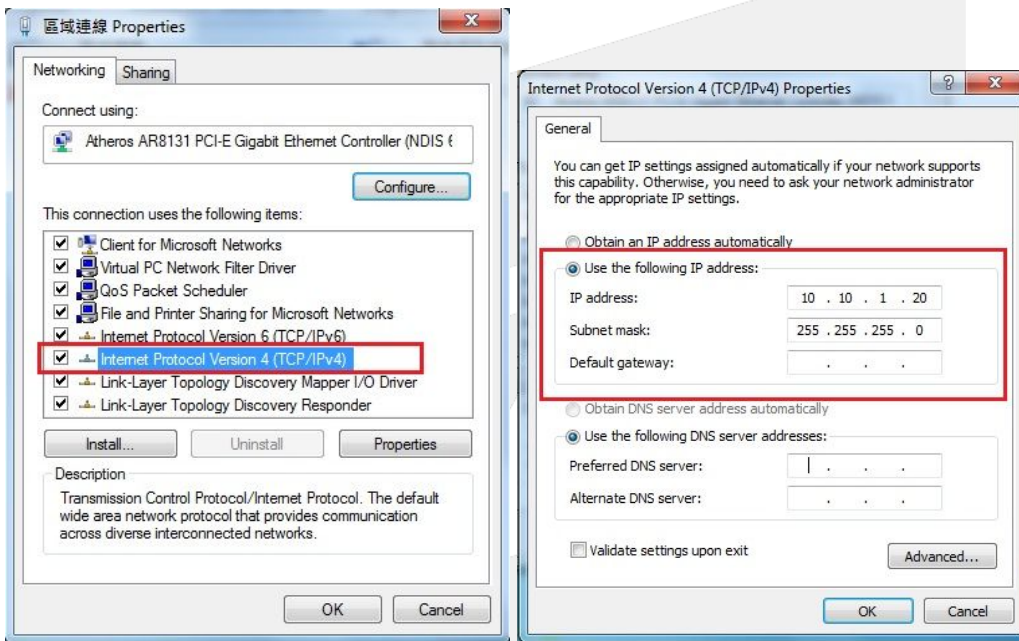 區域連線 Properties
Networking
Sharing
Connect using:
Atheros AR8131 PCI-E Gigabit Ethernet Controller (NDIS 6
Configure...
This connection uses the following items:
Client for Microsoft Networks
Virtual PC Network Filter Driver
QoS Packet Scheduler
File and Printer Sharing for Microsoft Networks
Internet Protocol Version 6 (TCP/IPv6)
Internet Protocol Version 4 (TCP/IPv4)
Link-Layer Topology Discovery Mapper I/O Driver
Link-Layer Topology Discovery Responder
Install...
Uninstall
Properties
Description
Transmission Control Protocol/Internet Protocol. The default
wide area network protocol that provides communication
across diverse interconnected networks.
OK
Cancel
Internet Protocol Version 4 (TCP/IPv4) Properties
General
You can get IP settings assigned automatically if your network supports
this capability. Otherwise, you need to ask your network administrator
for the appropriate IP settings.
Obtain an IP address automatically
Use the following IP address:
IP address: 10 . 10 . 1 . 20
Subnet mask: 255 . 255 . 255 . 0
Default gateway: . . .
Obtain DNS server address automatically
Use the following DNS server addresses:
Preferred DNS server: . . .
Alternate DNS server: . . .
Validate settings upon exit
Advanced...
OK
Cancel